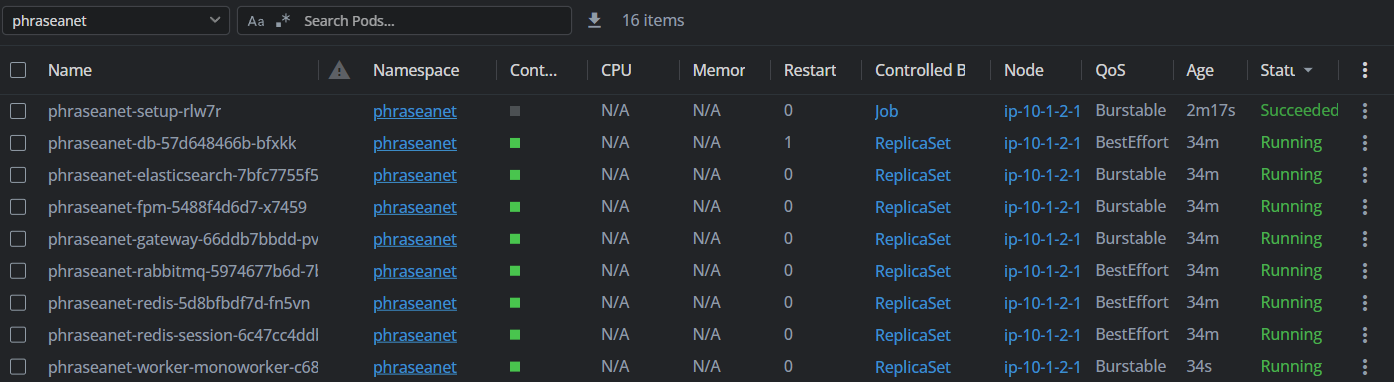 phraseanet Aa .* Search Pods... 16 items
Name Namespace Cont... CPU Memor Restart Controlled B Node QoS Age Statu
phraseanet-setup-rlw7r phraseanet N/A N/A 0 Job ip-10-1-2-1 Burstable 2m17s Succeeded
phraseanet-db-57d648466b-bfxkk phraseanet N/A N/A 1 ReplicaSet ip-10-1-2-1 BestEffort 34m Running
phraseanet-elasticsearch-7bfc7755f5 phraseanet N/A N/A 0 ReplicaSet ip-10-1-2-1 Burstable 34m Running
phraseanet-fpm-5488f4d6d7-x7459 phraseanet N/A N/A 0 ReplicaSet ip-10-1-2-1 Burstable 34m Running
phraseanet-gateway-66ddb7bbdd-pv phraseanet N/A N/A 0 ReplicaSet ip-10-1-2-1 Burstable 34m Running
phraseanet-rabbitmq-5974677b6d-7b phraseanet N/A N/A 0 ReplicaSet ip-10-1-2-1 BestEffort 34m Running
phraseanet-redis-5d8bfbdf7d-fn5vn phraseanet N/A N/A 0 ReplicaSet ip-10-1-2-1 BestEffort 34m Running
phraseanet-redis-session-6c47cc4ddl phraseanet N/A N/A 0 ReplicaSet ip-10-1-2-1 BestEffort 34m Running
phraseanet-worker-monoworker-c68 phraseanet N/A N/A 0 ReplicaSet ip-10-1-2-1 Burstable 34s Running